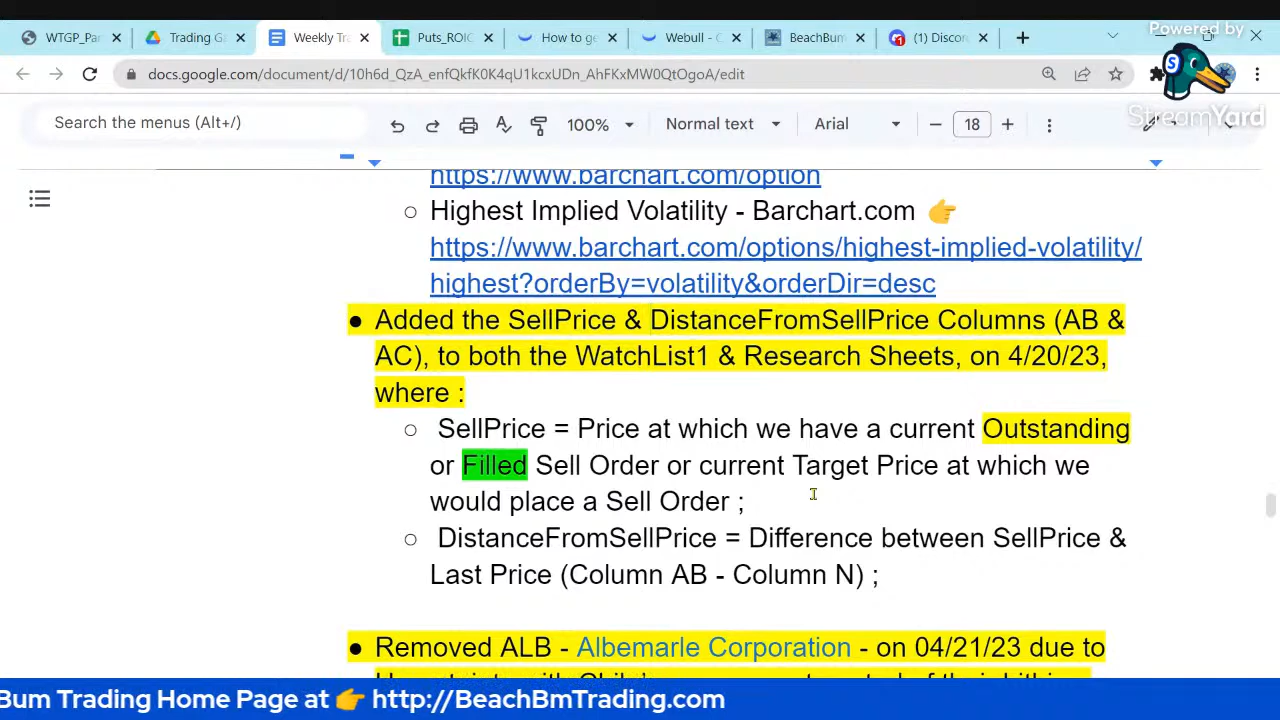 Powered by
WTGP_Par
Trading G
Weekly Tra
Puts_ROIC
How to ge
Webull - C
BeachBum
(1) Discor
docs.google.com/document/d/10h6d_QzA_enfQkfK0K4qU1kcxUDn_AhFKxMW0QtOgoA/edit
StreamYard
Search the menus (Alt+/)
100%
Normal text
Arial
18
https://www.barchart.com/option
Highest Implied Volatility - Barchart.com 👉
https://www.barchart.com/options/highest-implied-volatility/
highest?orderBy=volatility&orderDir=desc
● Added the SellPrice & DistanceFromSellPrice Columns (AB &
AC), to both the WatchList1 & Research Sheets, on 4/20/23,
where :
○ SellPrice = Price at which we have a current Outstanding
or Filled Sell Order or current Target Price at which we
would place a Sell Order ;
○ DistanceFromSellPrice = Difference between SellPrice &
Last Price (Column AB - Column N) ;
● Removed ALB - Albemarle Corporation - on 04/21/23 due to
Bum Trading Home Page at 👉 http://BeachBmTrading.com